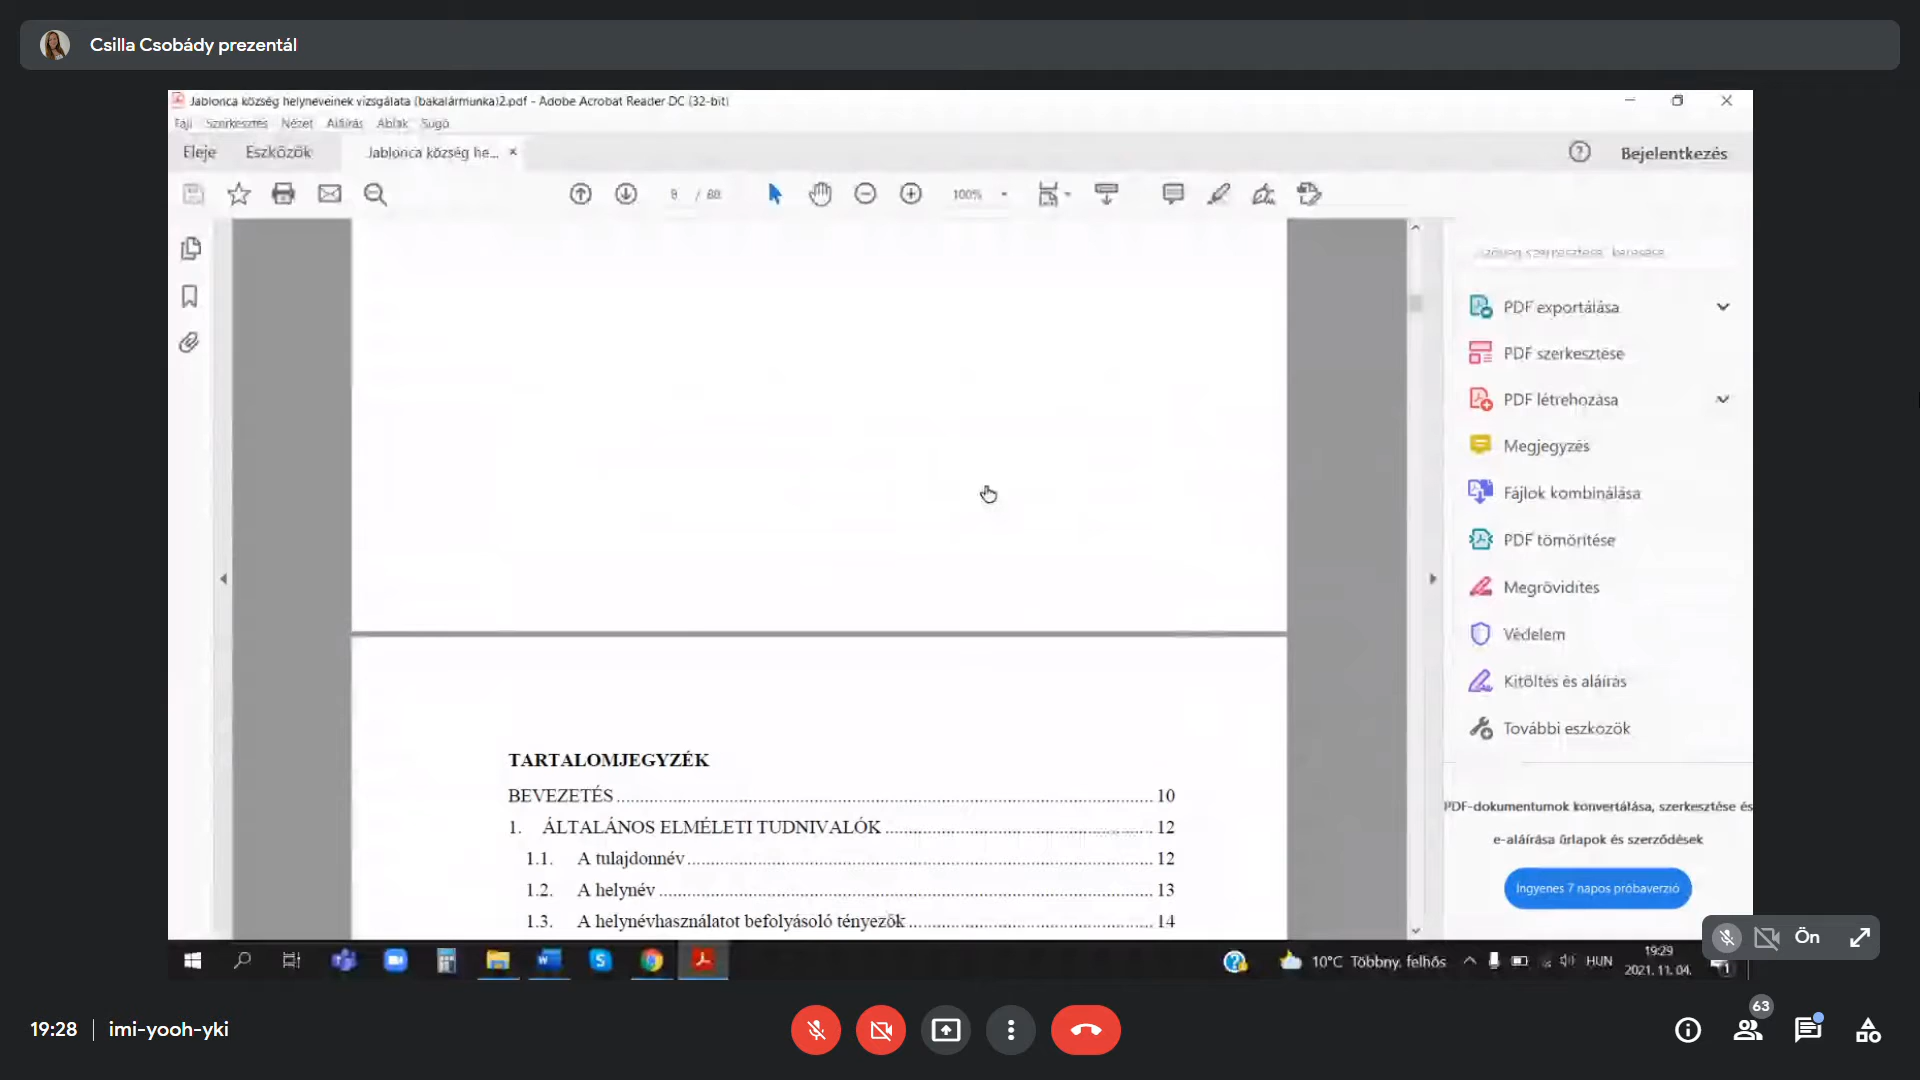 Csilla Csobády prezentál
Jablonca község helyneveinek vizsgálata (bakalármunka)2.pdf - Adobe Acrobat Reader DC (32-bit)
Fájl Szerkesztés Nézet Aláírás Ablak Súgó
Eleje Eszközök Jablonca község he... × Bejelentkezés
9 / 60 100%
PDF exportálása
PDF szerkesztése
PDF létrehozása
Megjegyzés
Fájlok kombinálása
PDF tömörítése
Megrövidítés
Védelem
Kitöltés és aláírás
További eszközök
PDF-dokumentumok konvertálása, szerkesztése és
e-aláírása űrlapok és szerződések
Ingyenes 7 napos próbaverzió
TARTALOMJEGYZÉK
BEVEZETÉS 10
1. ÁLTALÁNOS ELMÉLETI TUDNIVALÓK 12
1.1. A tulajdonnév 12
1.2. A helynév 13
1.3. A helynévhasználatot befolyásoló tényezők 14
Ön
10°C Többny. felhős HUN 19:29
2021. 11. 04. 1
19:28 | imi-yooh-yki
63